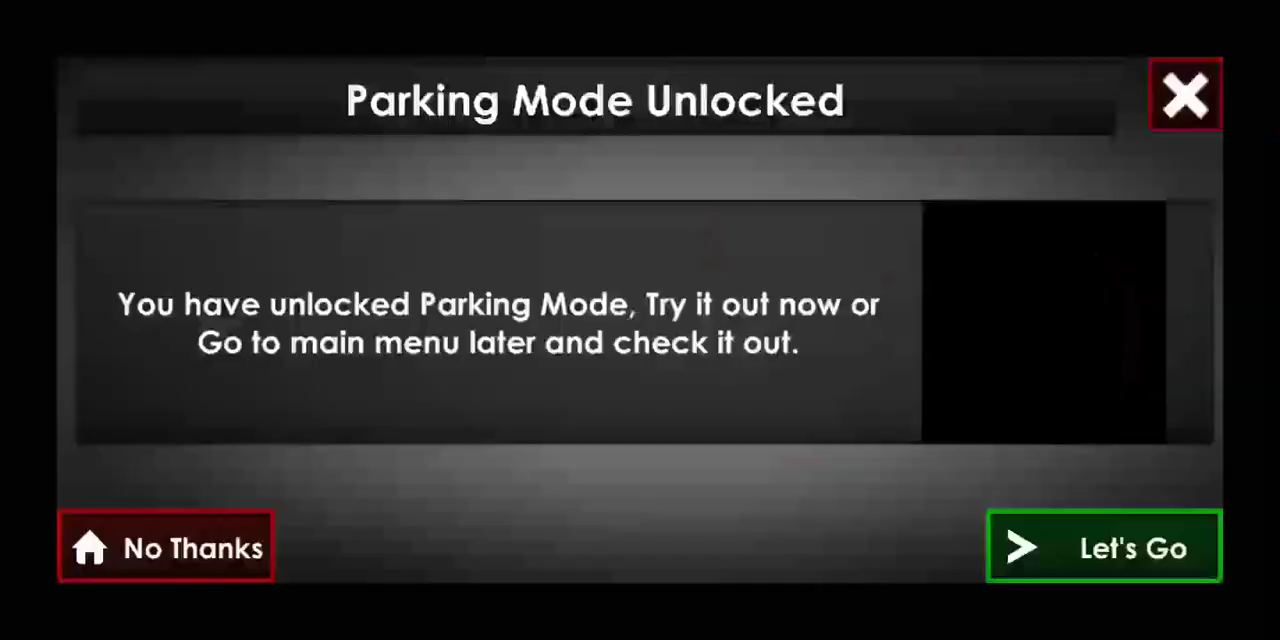 Parking Mode Unlocked
You have unlocked Parking Mode, Try it out now or
Go to main menu later and check it out.
No Thanks
Let's Go